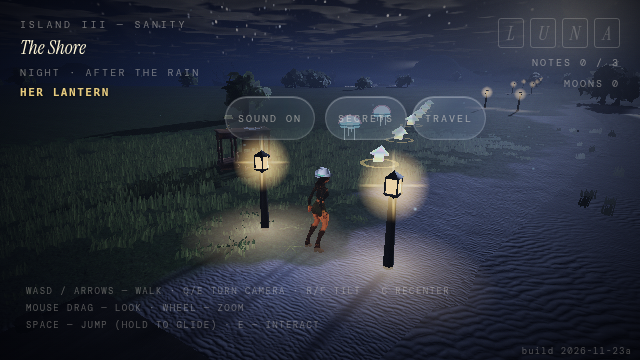 ISLAND III — SANITY
The Shore
NIGHT · AFTER THE RAIN
HER LANTERN
L U N A
NOTES 0 / 3
MOONS 0
SOUND ON
SECRETS
TRAVEL
WASD / ARROWS — WALK · Q/E TURN CAMERA · R/F TILT · C RECENTER
MOUSE DRAG — LOOK · WHEEL — ZOOM
SPACE — JUMP (HOLD TO GLIDE) · E — INTERACT
build 2026-11-23a